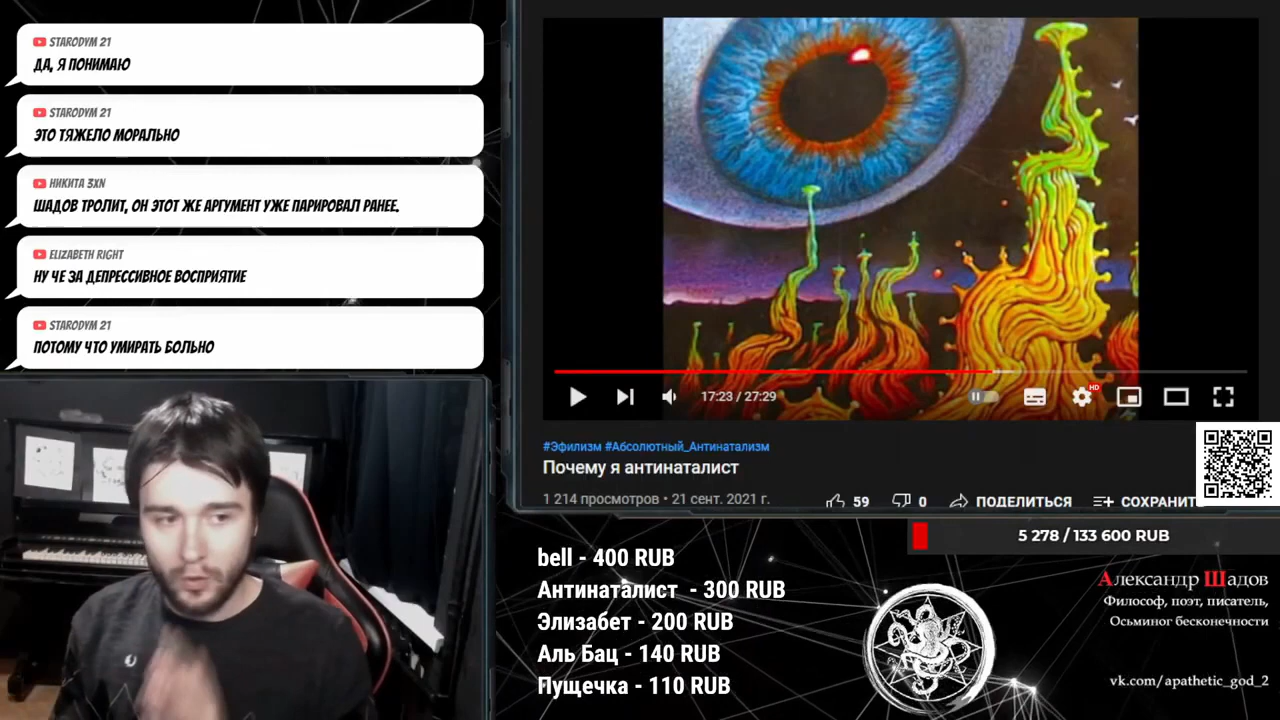 STARODYM 21
ДА, Я ПОНИМАЮ
STARODYM 21
ЭТО ТЯЖЕЛО МОРАЛЬНО
НИКИТА ЗХN
ШАДОВ ТРОЛИТ, ОН ЭТОТ ЖЕ АРГУМЕНТ УЖЕ ПАРИРОВАЛ РАНЕЕ.
ELIZABETH RIGHT
НУ ЧЕ ЗА ДЕПРЕССИВНОЕ ВОСПРИЯТИЕ
STARODYM 21
ПОТОМУ ЧТО УМИРАТЬ БОЛЬНО
17:23 / 27:29
HD
#Эфилизм #Абсолютный_Антинатализм
Почему я антинаталист
1 214 просмотров • 21 сент. 2021 г.
59
0
ПОДЕЛИТЬСЯ
СОХРАНИТЬ
5 278 / 133 600 RUB
bell - 400 RUB
Антинаталист - 300 RUB
Элизабет - 200 RUB
Аль Бац - 140 RUB
Пущечка - 110 RUB
Александр Шадов
Философ, поэт, писатель,
Осьминог бесконечности
vk.com/apathetic_god_2